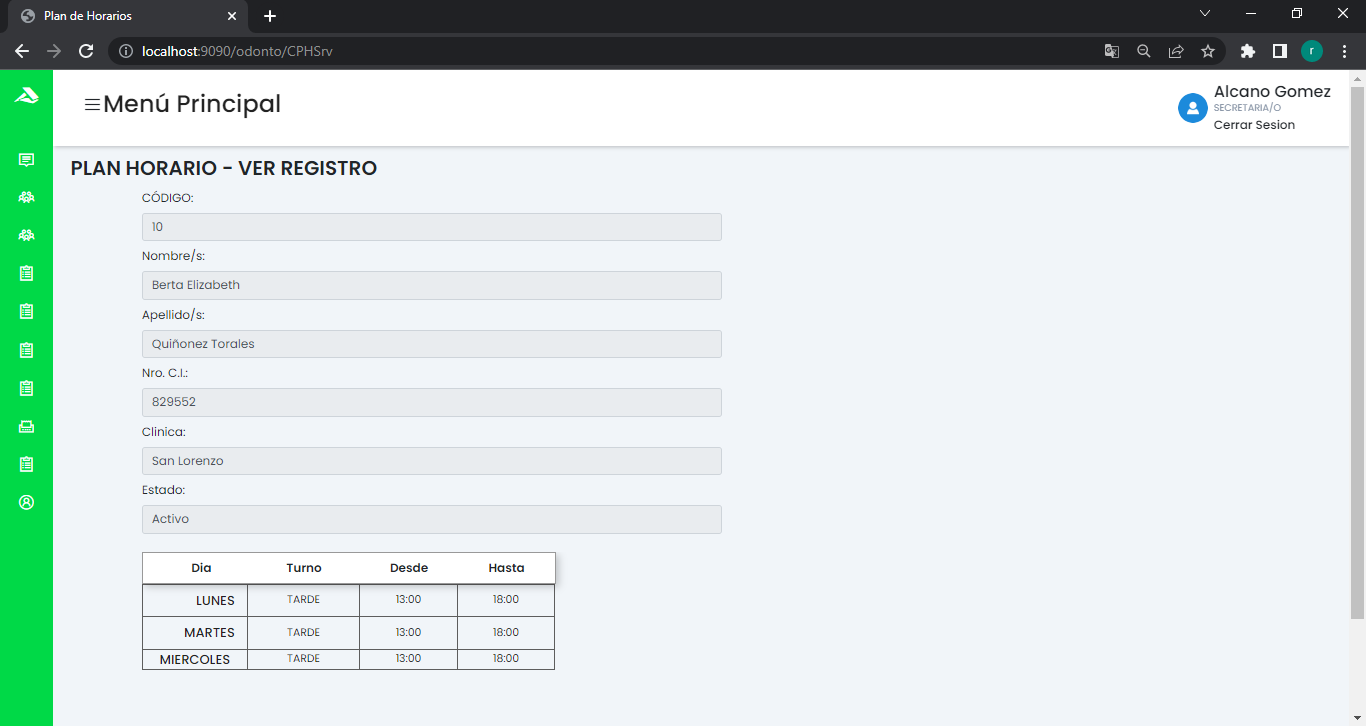 Plan de Horarios
localhost:9090/odonto/CPHSrv
r
Menú Principal
Alcano Gomez
SECRETARIA/O
Cerrar Sesion
PLAN HORARIO - VER REGISTRO
CÓDIGO:
10
Nombre/s:
Berta Elizabeth
Apellido/s:
Quiñonez Torales
Nro. C.I.:
829552
Clinica:
San Lorenzo
Estado:
Activo
Dia Turno Desde Hasta
LUNES TARDE 13:00 18:00
MARTES TARDE 13:00 18:00
MIERCOLES TARDE 13:00 18:00